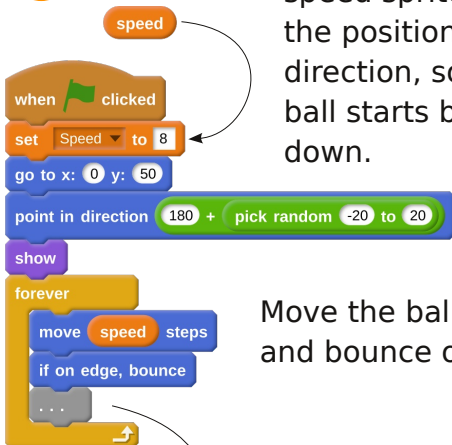 speed
the position
direction, so
ball starts b
down.
when clicked
set Speed to 8
go to x: 0 y: 50
point in direction 180 + pick random -20 to 20
show
forever
move speed steps
if on edge, bounce
. . .
Move the bal
and bounce o